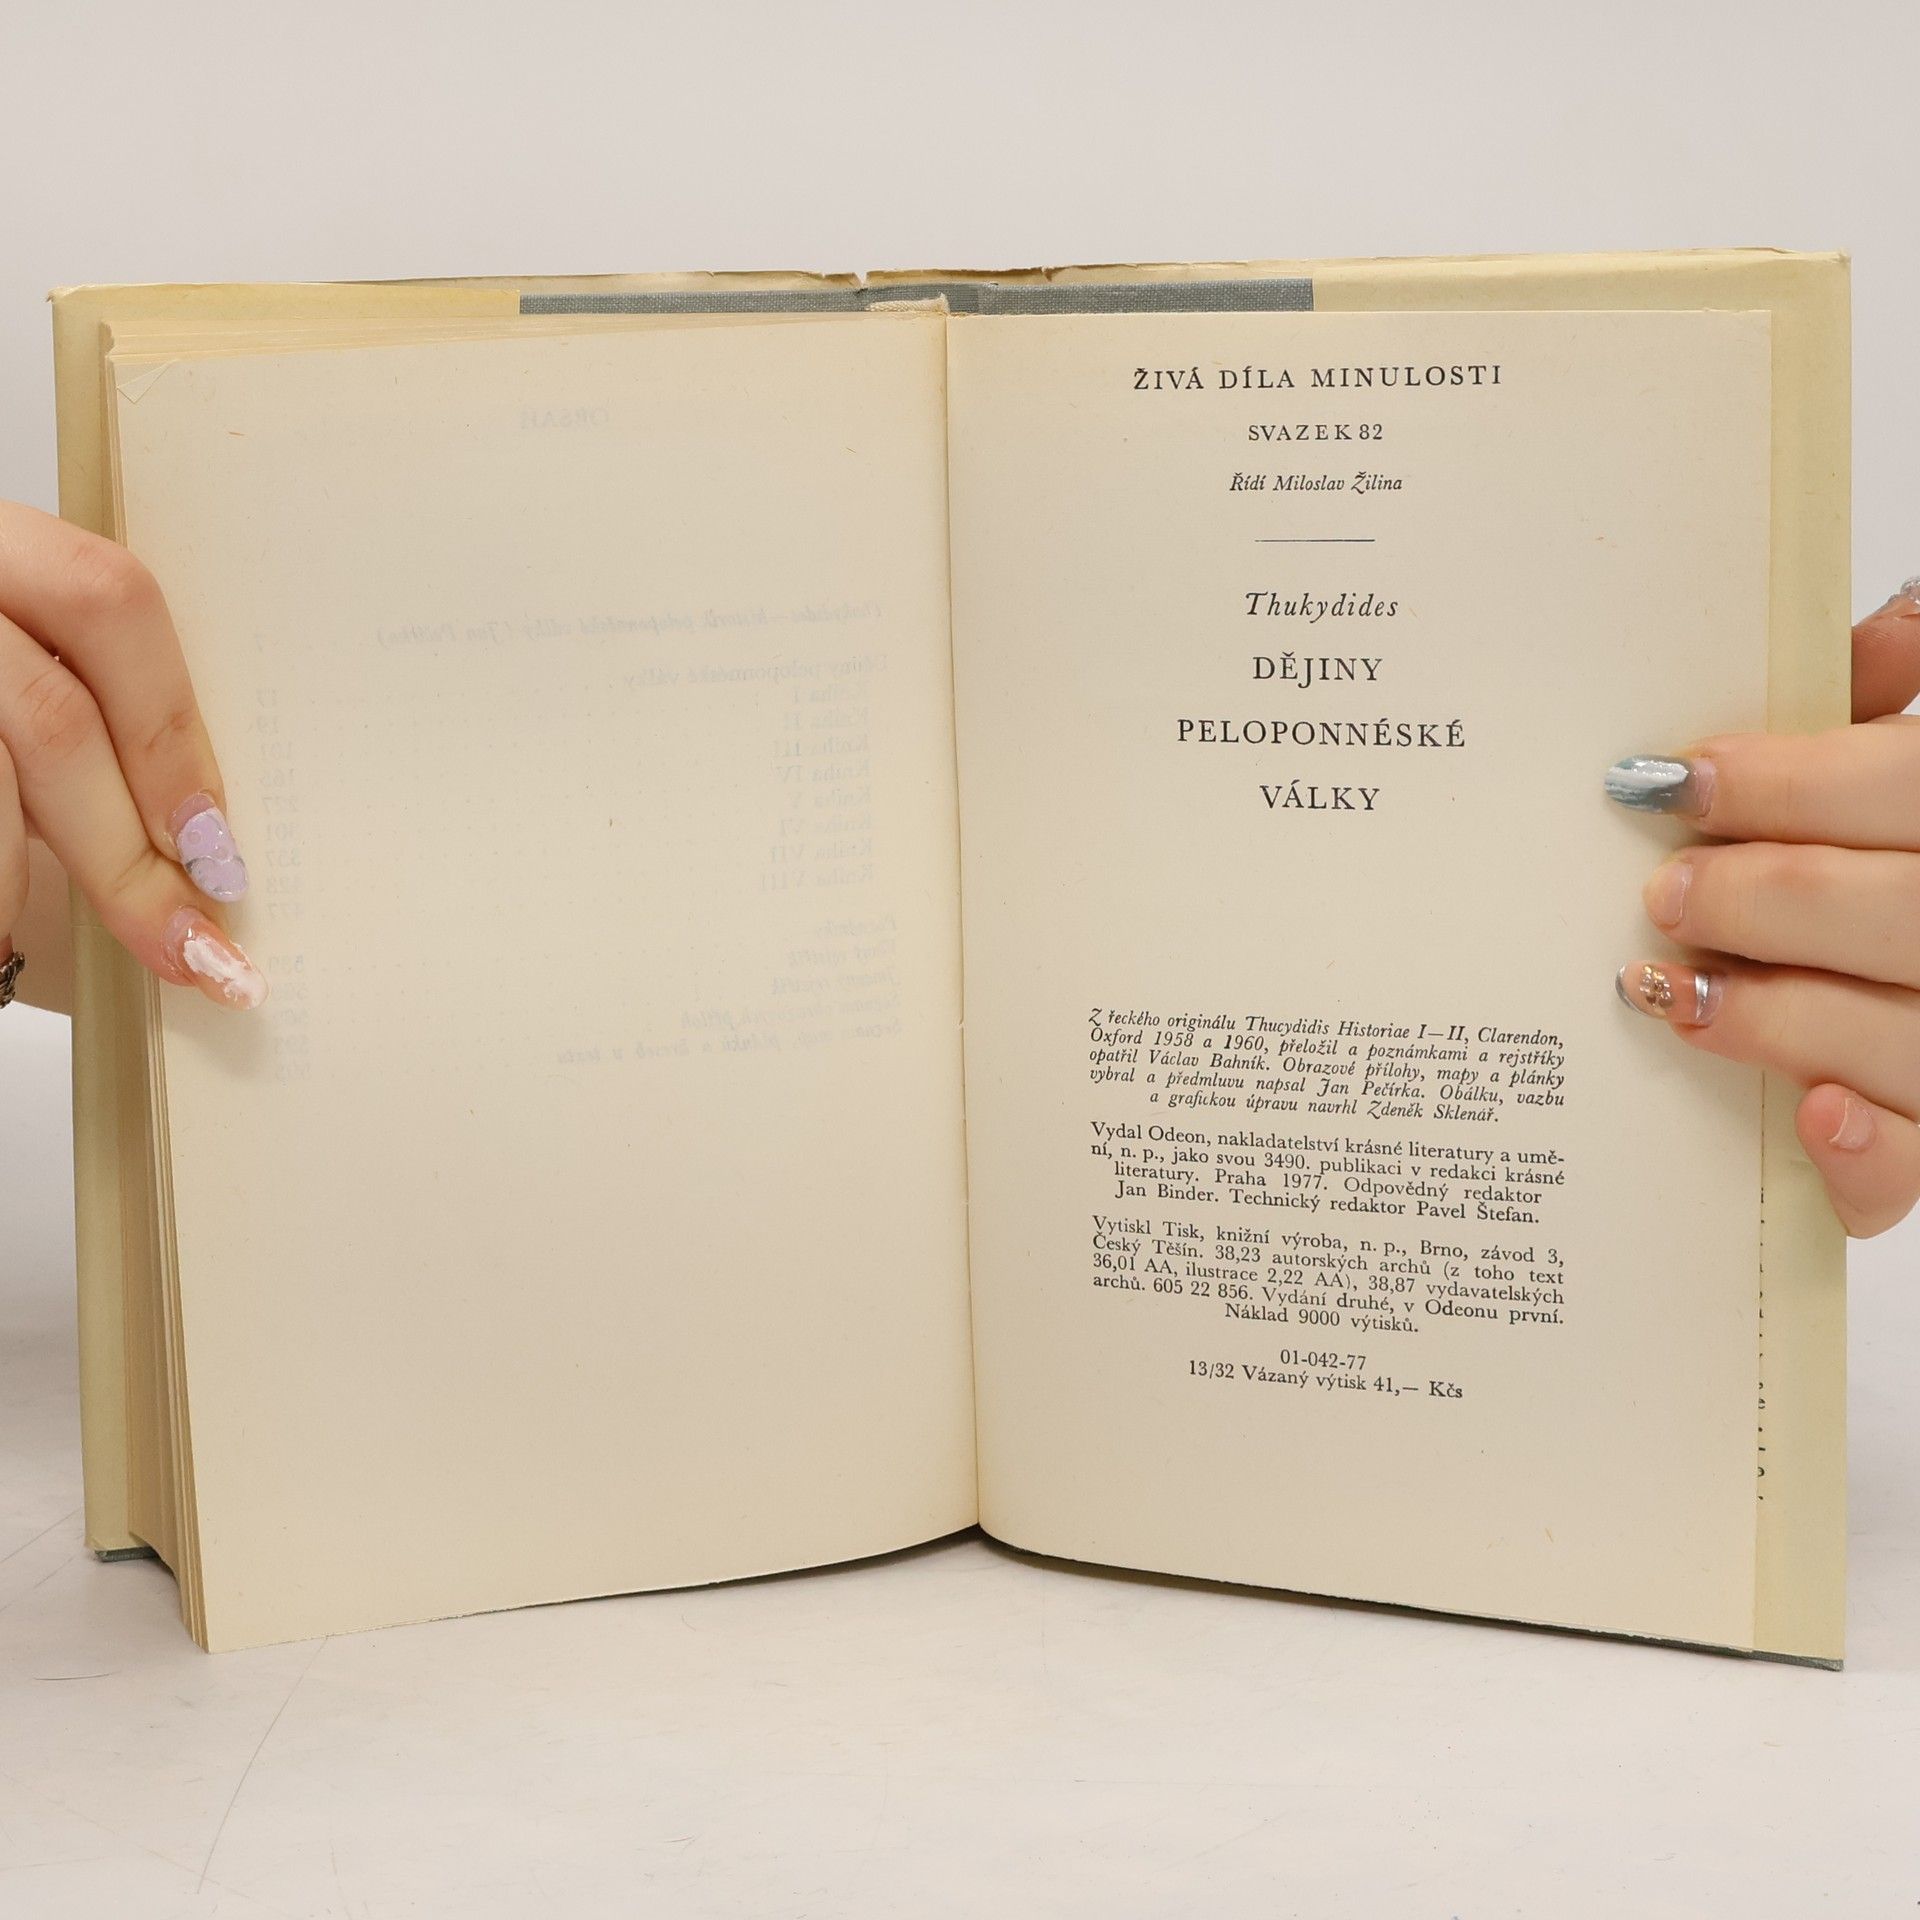 ŽIVÁ DÍLA MINULOSTI
SVAZEK 82
Řídí Miloslav Žilina
Thukydides
DĚJINY
PELOPONNÉSKÉ
VÁLKY
Z řeckého originálu Thucydidis Historiae I—II, Clarendon,
Oxford 1958 a 1960, přeložil a poznámkami a rejstříky
opatřil Václav Bahník. Obrazové přílohy, mapy a plánky
vybral a předmluvu napsal Jan Pečírka. Obálku, vazbu
a grafickou úpravu navrhl Zdeněk Sklenář.
Vydal Odeon, nakladatelství krásné literatury a umě-
ní, n. p., jako svou 3490. publikaci v redakci krásné
literatury. Praha 1977. Odpovědný redaktor
Jan Binder. Technický redaktor Pavel Štefan.
Vytiskl Tisk, knižní výroba, n. p., Brno, závod 3,
Český Těšín. 38,23 autorských archů (z toho text
36,01 AA, ilustrace 2,22 AA), 38,87 vydavatelských
archů. 605 22 856. Vydání druhé, v Odeonu první.
Náklad 9000 výtisků.
01-042-77
13/32 Vázaný výtisk 41,— Kčs